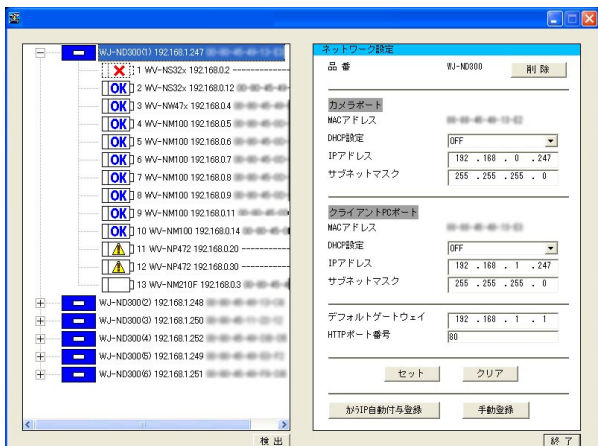 WJ-ND300(1) 192.168.1.247
1 WV-NS32x 192.168.0.2 ------------
OK 2 WV-NS32x 192.168.0.12
OK 3 WV-NW47x 192.168.0.4
OK 4 WV-NM100 192.168.0.5
OK 5 WV-NM100 192.168.0.6
OK 6 WV-NM100 192.168.0.7
OK 7 WV-NM100 192.168.0.8
OK 8 WV-NM100 192.168.0.9
OK 9 WV-NM100 192.168.0.11
OK 10 WV-NM100 192.168.0.14
11 WV-NP472 192.168.0.20 ----------
12 WV-NP472 192.168.0.30 ----------
13 WV-NM210F 192.168.0.3
WJ-ND300(2) 192.168.1.248
WJ-ND300(3) 192.168.1.250
WJ-ND300(4) 192.168.1.252
WJ-ND300(5) 192.168.1.249
WJ-ND300(6) 192.168.1.251
検出
ネットワーク設定
品番 WJ-ND300 削除
カメラポート
MACアドレス
DHCP設定 OFF
IPアドレス 192 . 168 . 0 . 247
サブネットマスク 255 . 255 . 255 . 0
クライアントPCポート
MACアドレス
DHCP設定 OFF
IPアドレス 192 . 168 . 1 . 247
サブネットマスク 255 . 255 . 255 . 0
デフォルトゲートウェイ 192 . 168 . 1 . 1
HTTPポート番号 80
セット クリア
ｶﾒﾗIP自動付与登録 手動登録
終了